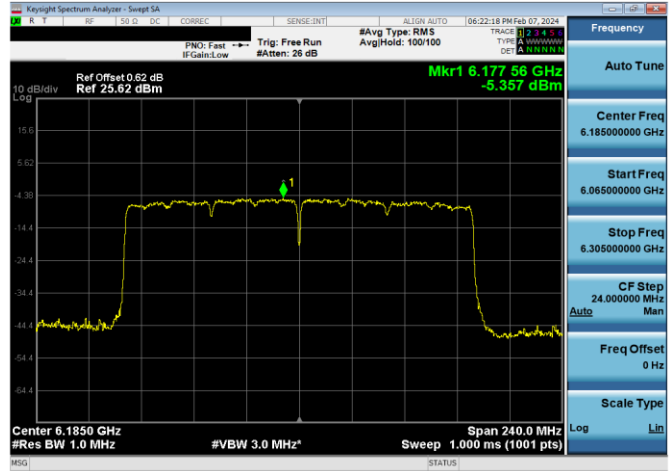 Keysight Spectrum Analyzer - Swept SA
R T RF 50 Ω DC CORREC SENSE:INT ALIGN AUTO 06:22:18 PM Feb 07, 2024
PNO: Fast Trig: Free Run #Avg Type: RMS TRACE 1 2 3 4 5 6
IFGain:Low #Atten: 26 dB Avg|Hold: 100/100 TYPE A WWWWW
DET A N N N N N
Mkr1 6.177 56 GHz
-5.357 dBm
Ref Offset 0.62 dB
10 dB/div Ref 25.62 dBm
Log
15.6
5.62
-4.38
-14.4
-24.4
-34.4
-44.4
-54.4
-64.4
1
Center 6.1850 GHz Span 240.0 MHz
#Res BW 1.0 MHz #VBW 3.0 MHz* Sweep 1.000 ms (1001 pts)
MSG STATUS
Frequency
Auto Tune
Center Freq
6.185000000 GHz
Start Freq
6.065000000 GHz
Stop Freq
6.305000000 GHz
CF Step
24.000000 MHz
Auto Man
Freq Offset
0 Hz
Scale Type
Log Lin